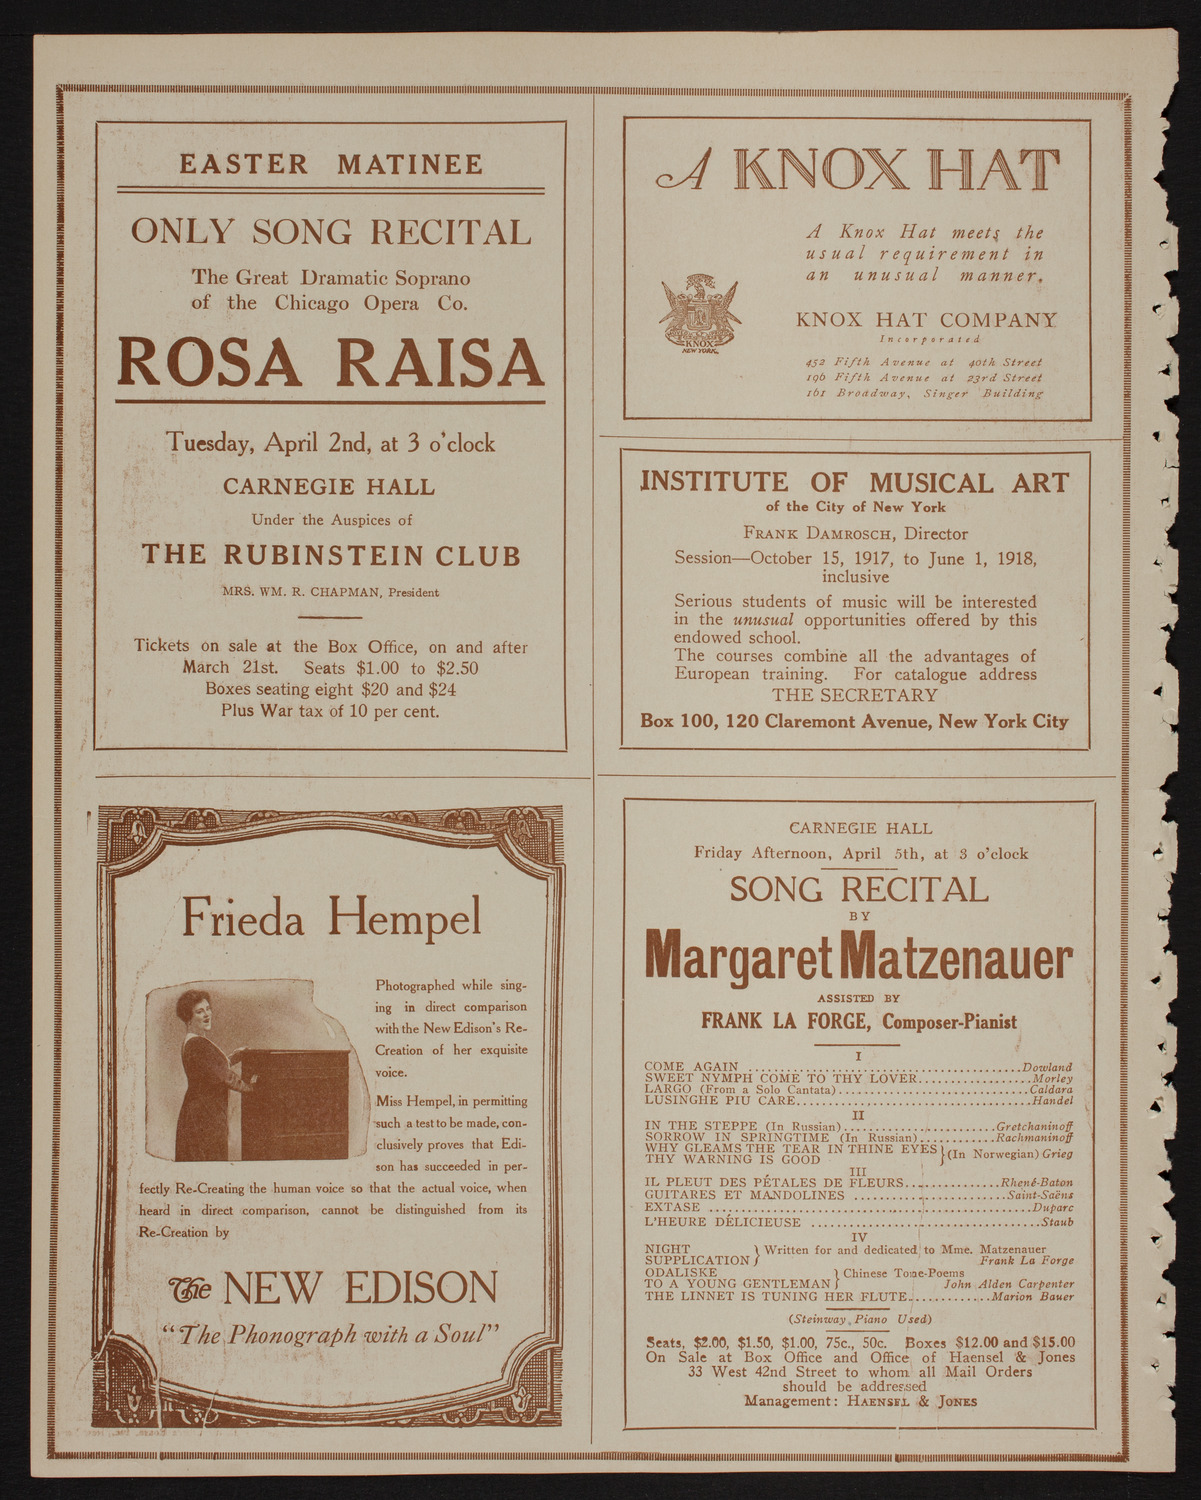 EASTER MATINEE
ONLY SONG RECITAL
The Great Dramatic Soprano
of the Chicago Opera Co.
ROSA RAISA
Tuesday, April 2nd, at 3 o'clock
CARNEGIE HALL
Under the Auspices of
THE RUBINSTEIN CLUB
MRS. WM. R. CHAPMAN, President
Tickets on sale at the Box Office, on and after
March 21st. Seats $1.00 to $2.50
Boxes seating eight $20 and $24
Plus War tax of 10 per cent.
A KNOX HAT
A Knox Hat meets the
usual requirement in
an unusual manner.
KNOX
NEW YORK.
KNOX HAT COMPANY
Incorporated
452 Fifth Avenue at 40th Street
196 Fifth Avenue at 23rd Street
161 Broadway, Singer Building
INSTITUTE OF MUSICAL ART
of the City of New York
FRANK DAMROSCH, Director
Session—October 15, 1917, to June 1, 1918,
inclusive
Serious students of music will be interested
in the unusual opportunities offered by this
endowed school.
The courses combine all the advantages of
European training. For catalogue address
THE SECRETARY
Box 100, 120 Claremont Avenue, New York City
Frieda Hempel
Photographed while sing-
ing in direct comparison
with the New Edison's Re-
Creation of her exquisite
voice.
Miss Hempel, in permitting
such a test to be made, con-
clusively proves that Edi-
son has succeeded in per-
fectly Re-Creating the human voice so that the actual voice, when
heard in direct comparison, cannot be distinguished from its
Re-Creation by
The NEW EDISON
"The Phonograph with a Soul"
CARNEGIE HALL
Friday Afternoon, April 5th, at 3 o'clock
SONG RECITAL
BY
Margaret Matzenauer
ASSISTED BY
FRANK LA FORGE, Composer-Pianist
I
COME AGAIN ........ Dowland
SWEET NYMPH COME TO THY LOVER........ Morley
LARGO (From a Solo Cantata)........ Caldara
LUSINGHE PIU CARE........ Handel
II
IN THE STEPPE (In Russian)........ Gretchaninoff
SORROW IN SPRINGTIME (In Russian)........ Rachmaninoff
WHY GLEAMS THE TEAR IN THINE EYES
THY WARNING IS GOOD } (In Norwegian) Grieg
III
IL PLEUT DES PÉTALES DE FLEURS........ Rhené-Baton
GUITARES ET MANDOLINES ........ Saint-Saëns
EXTASE ........ Duparc
L'HEURE DÉLICIEUSE ........ Staub
IV
NIGHT } Written for and dedicated to Mme. Matzenauer
SUPPLICATION } Frank La Forge
ODALISKE } Chinese Tone-Poems
TO A YOUNG GENTLEMAN } John Alden Carpenter
THE LINNET IS TUNING HER FLUTE........ Marion Bauer
(Steinway Piano Used)
Seats, $2.00, $1.50, $1.00, 75c., 50c. Boxes $12.00 and $15.00
On Sale at Box Office and Office of Haensel & Jones
33 West 42nd Street to whom all Mail Orders
should be addressed
Management: HAENSEL & JONES